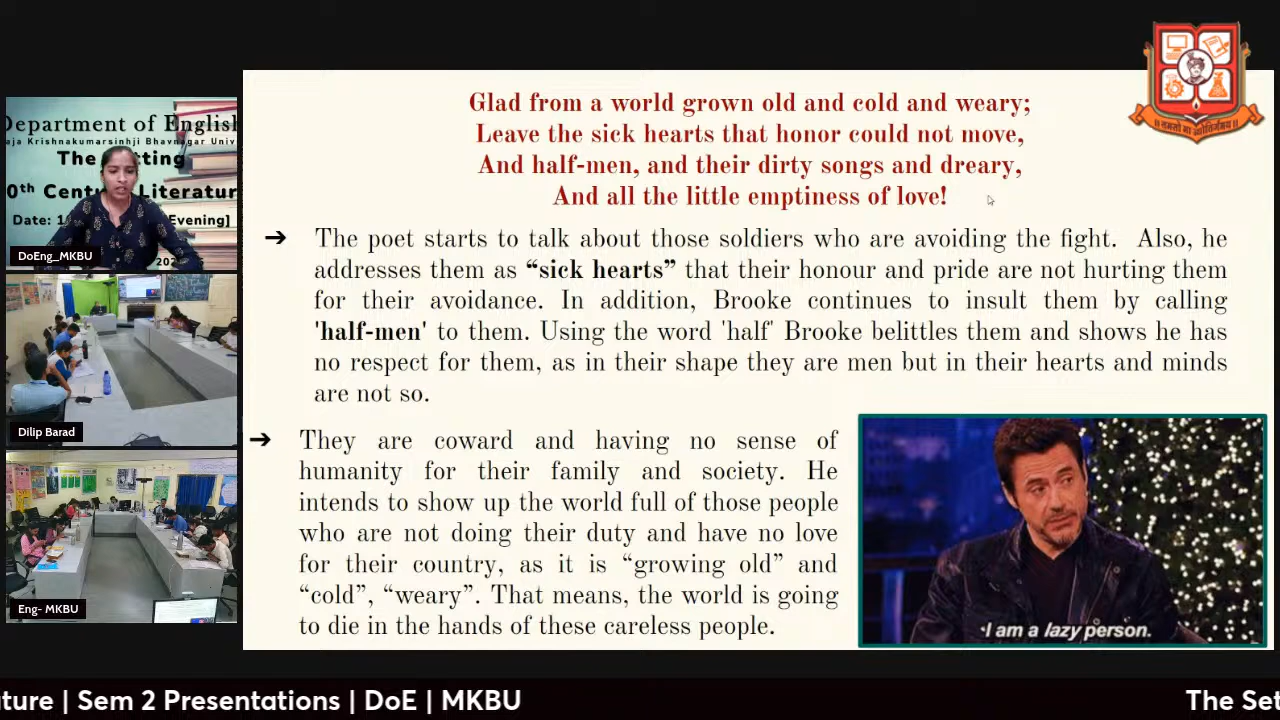 Department of English
aja Krishnakumarsinhji Bhavnagar Univ
The
tting
0th Centu
Literatur
Date: 1
Evening]
DoEng_MKBU
Dilip Barad
Eng- MKBU
Glad from a world grown old and cold and weary;
Leave the sick hearts that honor could not move,
And half-men, and their dirty songs and dreary,
And all the little emptiness of love!
➔ The poet starts to talk about those soldiers who are avoiding the fight. Also, he
addresses them as “sick hearts” that their honour and pride are not hurting them
for their avoidance. In addition, Brooke continues to insult them by calling
'half-men' to them. Using the word 'half' Brooke belittles them and shows he has
no respect for them, as in their shape they are men but in their hearts and minds
are not so.
➔ They are coward and having no sense of
humanity for their family and society. He
intends to show up the world full of those people
who are not doing their duty and have no love
for their country, as it is “growing old” and
“cold”, “weary”. That means, the world is going
to die in the hands of these careless people.
I am a lazy person.
ature | Sem 2 Presentations | DoE | MKBU
The Set